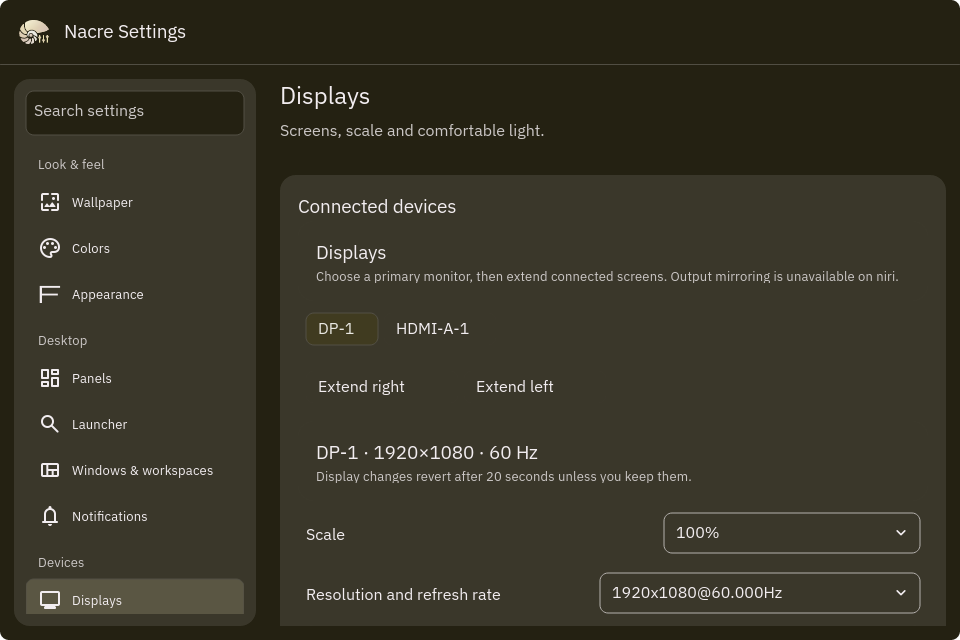 Nacre Settings
Search settings
Look & feel
Wallpaper
Colors
Appearance
Desktop
Panels
Launcher
Windows & workspaces
Notifications
Devices
Displays
Displays
Screens, scale and comfortable light.
Connected devices
Displays
Choose a primary monitor, then extend connected screens. Output mirroring is unavailable on niri.
DP-1 HDMI-A-1
Extend right Extend left
DP-1 · 1920×1080 · 60 Hz
Display changes revert after 20 seconds unless you keep them.
Scale 100%
Resolution and refresh rate 1920x1080@60.000Hz